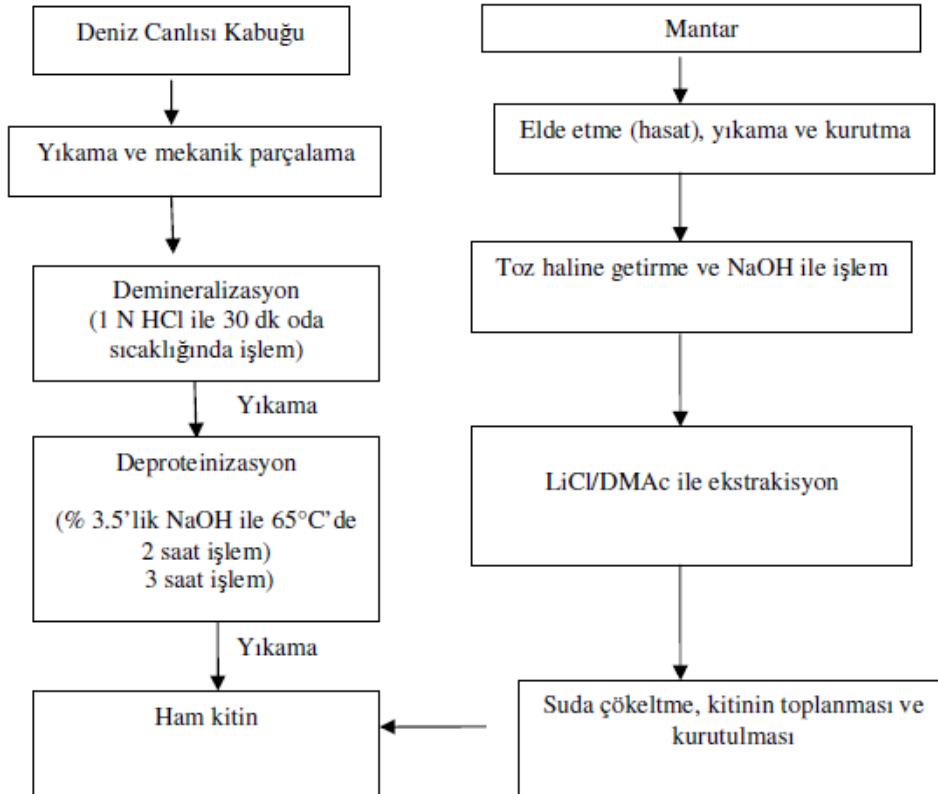 Deniz Canlısı Kabuğu
Yıkama ve mekanik parçalama
Demineralizasyon
(1 N HCl ile 30 dk oda
sıcaklığında işlem)
Yıkama
Deproteinizasyon
(% 3.5’lik NaOH ile 65°C’de
2 saat işlem)
3 saat işlem)
Yıkama
Ham kitin
Mantar
Elde etme (hasat), yıkama ve kurutma
Toz haline getirme ve NaOH ile işlem
LiCl/DMAc ile ekstrakisyon
Suda çökeltme, kitinin toplanması ve
kurutulması